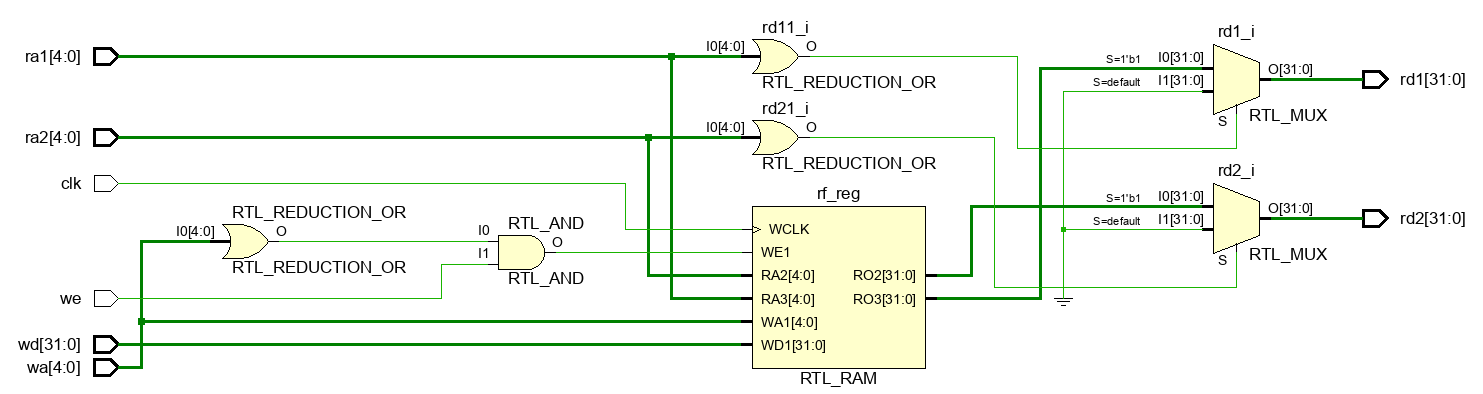 rd11_i
rd1_i
ra1[4:0]
I0[4:0]
O
RTL_REDUCTION_OR
S=1'b1
I0[31:0]
S=default
I1[31:0]
O[31:0]
rd1[31:0]
S
RTL_MUX
rd21_i
ra2[4:0]
I0[4:0]
O
RTL_REDUCTION_OR
rd2_i
clk
rf_reg
S=1'b1
I0[31:0]
S=default
I1[31:0]
O[31:0]
rd2[31:0]
S
RTL_MUX
RTL_REDUCTION_OR
I0[4:0]
O
RTL_REDUCTION_OR
RTL_AND
I0
I1
O
RTL_AND
WCLK
WE1
RA2[4:0]
RO2[31:0]
we
RA3[4:0]
RO3[31:0]
WA1[4:0]
wd[31:0]
WD1[31:0]
wa[4:0]
RTL_RAM